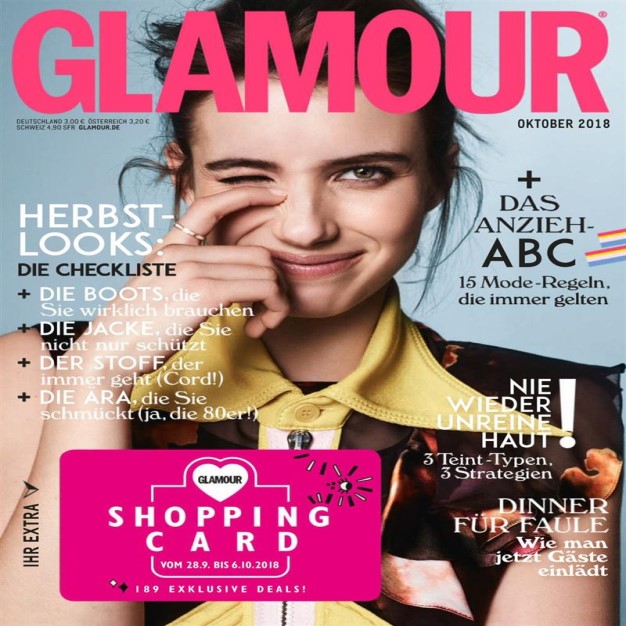 GLAMOUR®
DEUTSCHLAND 3,00 € ÖSTERREICH 3,20 €
SCHWEIZ 4,90 SFR GLAMOUR.DE
OKTOBER 2018
HERBST-
LOOKS:
DIE CHECKLISTE
+ DIE BOOTS, die
Sie wirklich brauchen
+ DIE JACKE, die Sie
nicht nur schützt
+ DER STOFF, der
immer geht (Cord!)
+ DIE ÄRA, die Sie
schmückt (ja, die 80er!)
+
DAS
ANZIEH-
ABC
15 Mode-Regeln,
die immer gelten
NIE
WIEDER
UNREINE
HAUT!
3 Teint-Typen,
3 Strategien
DINNER
FÜR FAULE
Wie man
jetzt Gäste
einlädt
IHR EXTRA
GLAMOUR
SHOPPING
CARD
VOM 28.9. BIS 6.10.2018
189 EXKLUSIVE DEALS!